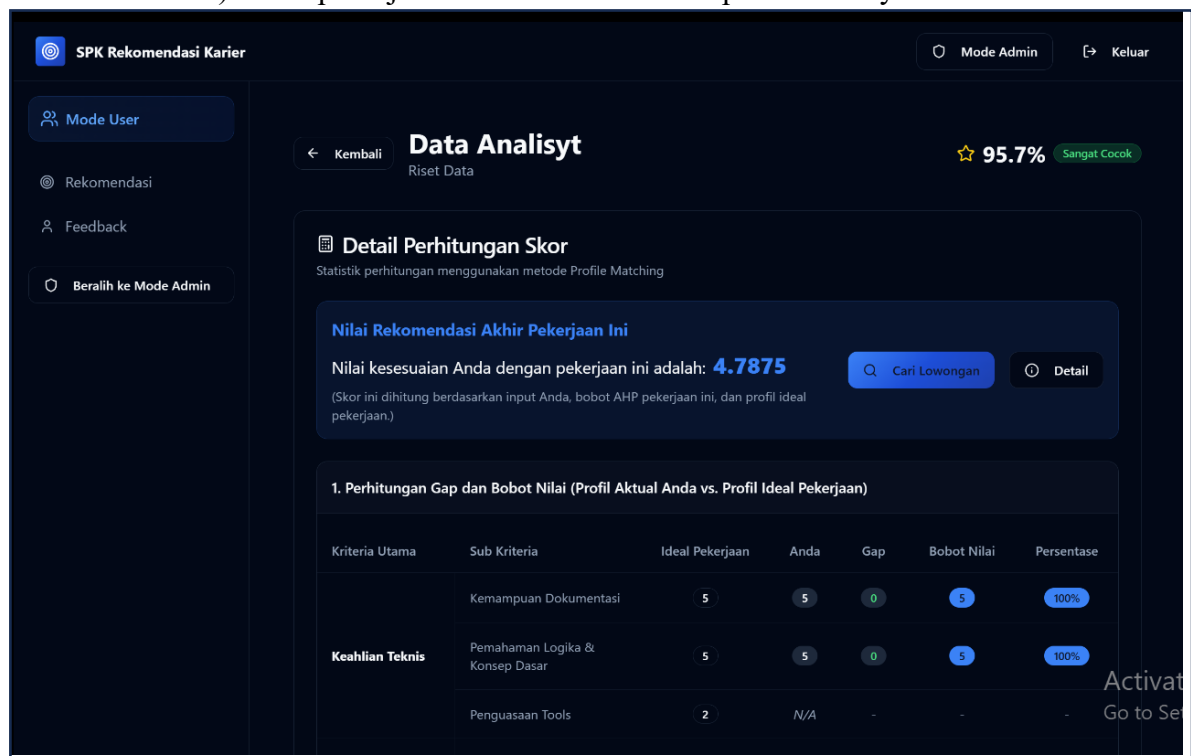 SPK Rekomendasi Karier
Mode Admin
Keluar
Mode User
Rekomendasi
Feedback
Beralih ke Mode Admin
Kembali
Data Analisyt
Riset Data
95.7%
Sangat Cocok
Detail Perhitungan Skor
Statistik perhitungan menggunakan metode Profile Matching
Nilai Rekomendasi Akhir Pekerjaan Ini
Nilai kesesuaian Anda dengan pekerjaan ini adalah: 4.7875
(Skor ini dihitung berdasarkan input Anda, bobot AHP pekerjaan ini, dan profil ideal
pekerjaan.)
Cari Lowongan
Detail
1. Perhitungan Gap dan Bobot Nilai (Profil Aktual Anda vs. Profil Ideal Pekerjaan)
Kriteria Utama Sub Kriteria Ideal Pekerjaan Anda Gap Bobot Nilai Persentase
Kemampuan Dokumentasi 5 5 0 5 100%
Keahlian Teknis
Pemahaman Logika &
Konsep Dasar
5 5 0 5 100%
Penguasaan Tools 2 N/A - - -
Activat
Go to Set